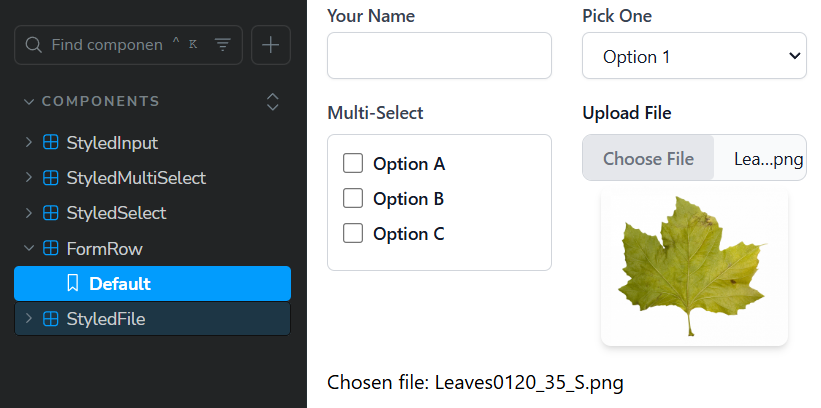 Find componen ^ K
COMPONENTS
StyledInput
StyledMultiSelect
StyledSelect
FormRow
Default
StyledFile
Your Name
Pick One
Option 1
Multi-Select
Option A
Option B
Option C
Upload File
Choose File Lea...png
Chosen file: Leaves0120_35_S.png